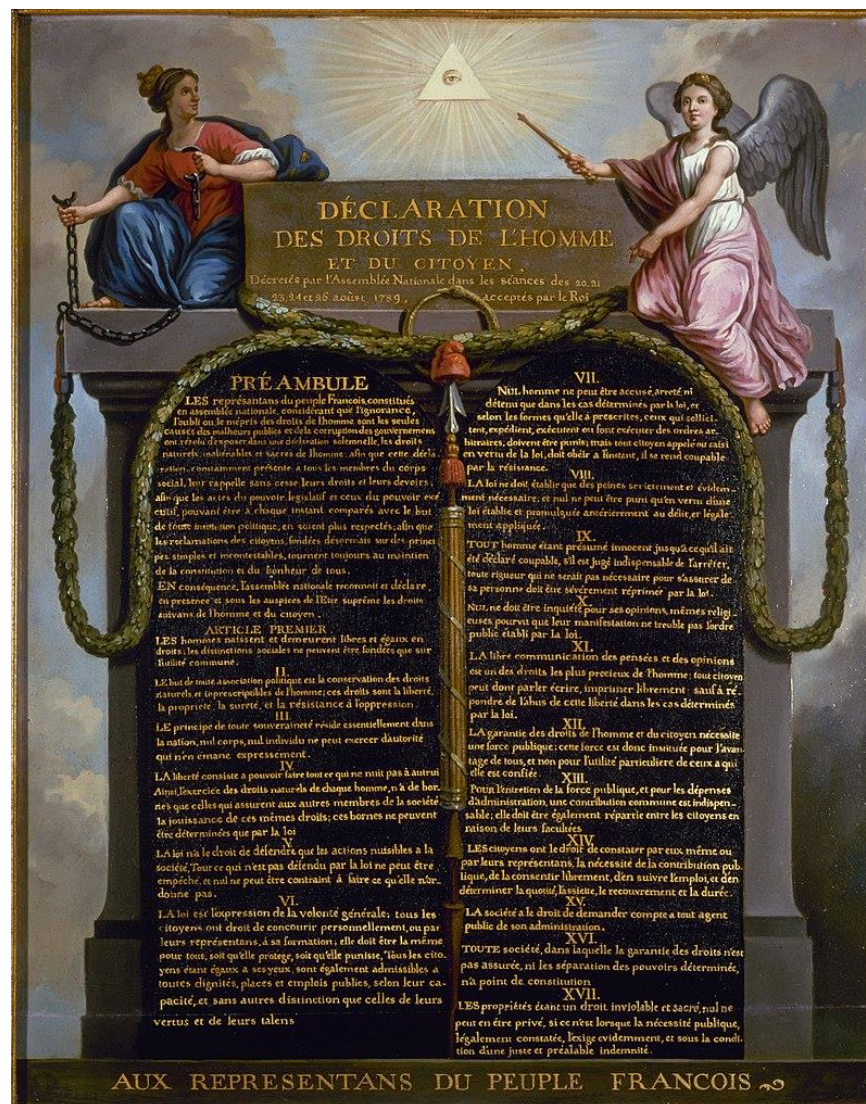 DÉCLARATION
DES DROITS DE L'HOMME
ET DU CITOYEN,
Décretés par l'Assemblée Nationale dans les séances des 20, 21
23, 24 et 26 aoûst 1789, acceptés par le Roi
PRÉAMBULE
LES représantans du peuple François, constitués
en assemblée nationale, considérant que l'ignorance,
l'oubli ou le mépris des droits de l'homme sont les seules
causes des malheurs publics et de la corruption des gouvernemens
ont résolu d'exposer dans une déclaration solemnelle, les droits
naturels, inaliénables et sacrés de l'homme: afin que cette décla
ration, constamment présente a tous les membres du corps
social, leur rappelle sans cesse leurs droits et leurs devoirs;
afin que les actes du pouvoir legislatif et ceux du pouvoir exé
cutif, pouvant être a chaque instant comparés avec le but
de toute institution politique, en soient plus respectés; afin que
les reclamations des citoyens, fondées désormais sur des princi
pes simples et incontestables, tournent toujours au maintien
de la constitution et du bonheur de tous.
EN conséquence, l'assemblée nationale reconnoit et déclare
en presence et sous les auspices de l'Etre suprême les droits
suivans de l'homme et du citoyen.
ARTICLE PREMIER
LES hommes naissent et demeurent libres et égaux en
droits; les distinctions sociales ne peuvent être fondées que sur
l'utilité commune.
II.
LE but de toute association politique est la conservation des droits
naturels et inprescriptibles de l'homme; ces droits sont la liberté,
la propriété, la sureté, et la résistance à l'oppression.
III.
LE principe de toute souveraineté réside essentiellement dans
la nation, nul corps, nul individu ne peut exercer d'autorité
qui n'en émane expressement.
IV.
LA liberté consiste a pouvoir faire tout ce qui ne nuit pas à autrui
Ainsi, l'exercice des droits naturels de chaque homme, n'a de bor-
nes que celles qui assurent aux autres membres de la société
la jouissance de ces mêmes droits; ces bornes ne peuvent
être déterminées que par la loi
V.
LA loi n'a le droit de défendre que les actions nuisibles a la
société, Tout ce qui n'est pas défendu par la loi ne peut être
empêché, et nul ne peut être contraint à faire ce qu'elle n'or-
donne pas.
VI.
LA loi est l'expression de la volonté générale; tous les
citoyens ont droit de concourir personnellement, ou par
leurs représentans, à sa formation; elle doit être la même
pour tous, soit qu'elle protege, soit qu'elle punisse, Tous les cito-
yens étant égaux a ses yeux, sont également admissibles a
toutes dignités, places et emplois publics, selon leur ca-
pacité, et sans autres distinction que celles de leurs
vertus et de leurs talens
VII.
NUL homme ne peut être accusé, arreté ni
détenu que dans les cas déterminés par la loi, et
selon les formes qu'elle à prescrites, ceux qui sollici-
tent, expédient, exécutent ou font exécuter des ordres ar-
bitraires, doivent être punis; mais tout citoyen appelé ou saisi
en vertu de la loi, doit obéir a l'instant, il se rend coupable
par la résistance.
VIII.
LA loi ne doit établir que des peines strictement et évidem-
ment nécessaire, et nul ne peut être puni qu'en vertu d'une
loi établie et promulguée antérierement au délit, et légale-
ment appliquée.
IX.
TOUT homme étant présumé innocent jusqu'a ce qu'il ait
été déclaré coupable, s'il est jugé indispensable de l'arrêter,
toute rigueur qui ne serait pas nécessaire pour s'assurer de
sa personne doit être sévèrement réprimée par la loi.
X.
NUL ne doit être inquiété pour ses opinions, mêmes religi-
euses pourvu que leur manifestation ne trouble pas l'ordre
public établi par la loi.
XI.
LA libre communication des pensées et des opinions
est un des droits les plus precieux de l'homme; tout citoyen
peut donc parler écrire, imprimer librement: sauf à ré-
pondre de l'abus de cette liberté dans les cas déterminés
par la loi.
XII.
LA garantie des droits de l'homme et du citoyen nécessite
une force publique; cette force est donc instituée pour l'avan-
tage de tous, et non pour l'utilité particuliere de ceux a qui
elle est confiée.
XIII.
Pour l'entretien de la force publique, et pour les dépenses
d'administration, une contribution commune est indispen-
sable; elle doit être également répartie entre les citoyens en
raison de leurs facultées
XIV.
LES citoyens ont le droit de constater par eux même ou
par leurs représentans, la nécessité de la contribution pub-
lique, de la consentir librement, d'en suivre l'emploi, et d'en
déterminer la quotité, l'assiete, le recouvrement et la durée.
XV.
LA société a le droit de demander compte a tout agent
public de son administration.
XVI.
TOUTE société, dans laquelle la garantie des droits n'est
pas assurée, ni les séparation des pouvoirs déterminée,
n'a point de constitution
XVII.
LES propriétés étant un droit inviolable et sacré, nul ne
peut en être privé, si ce n'est lorsque la nécessité publique,
légalement constatée, l'exige evidemment, et sous la condi-
tion d'une juste et préalable indemnité.
AUX REPRESENTANS DU PEUPLE FRANCOIS